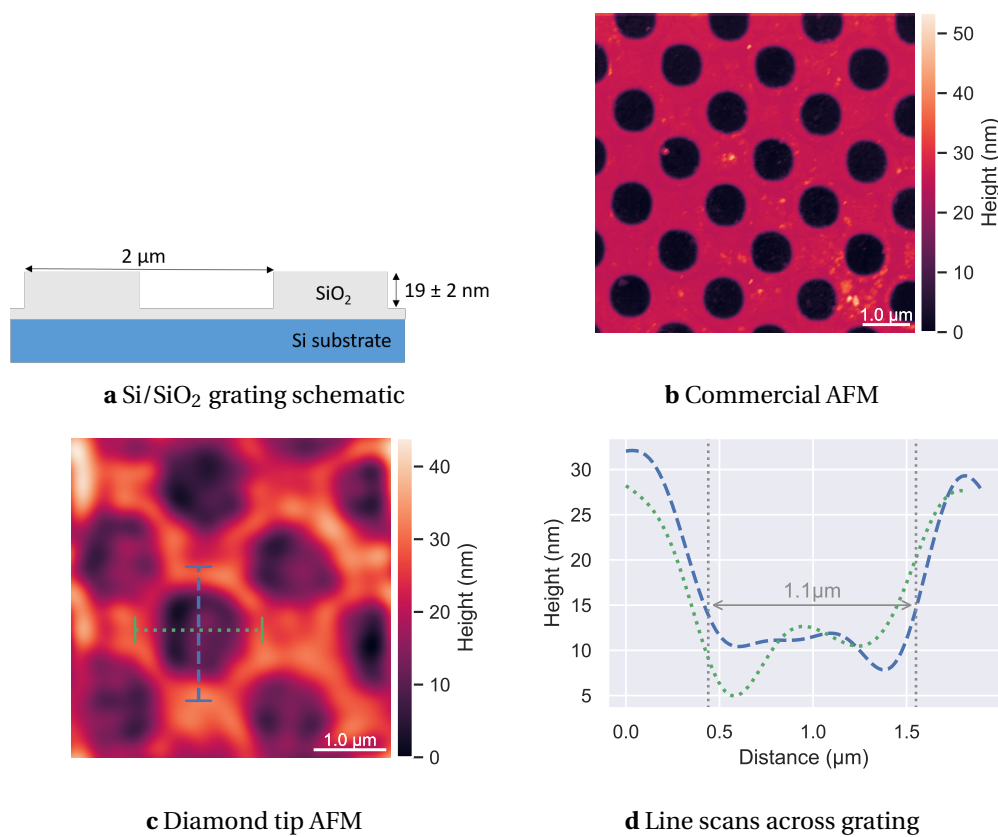 2 μm
SiO₂
19 ± 2 nm
Si substrate
a Si/SiO₂ grating schematic
50
40
30
20
10
0
Height (nm)
1.0 μm
b Commercial AFM
40
30
20
10
0
Height (nm)
1.0 μm
c Diamond tip AFM
30
25
20
15
10
5
Height (nm)
1.1μm
0.0 0.5 1.0 1.5
Distance (μm)
d Line scans across grating